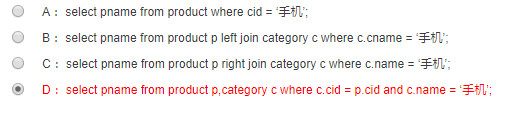 A： select pname from product where cid = '手机';
B： select pname from product p left join category c where c.cname = '手机';
C： select pname from product p right join category c where c.name = '手机';
D： select pname from product p,category c where c.cid = p.cid and c.name = '手机';